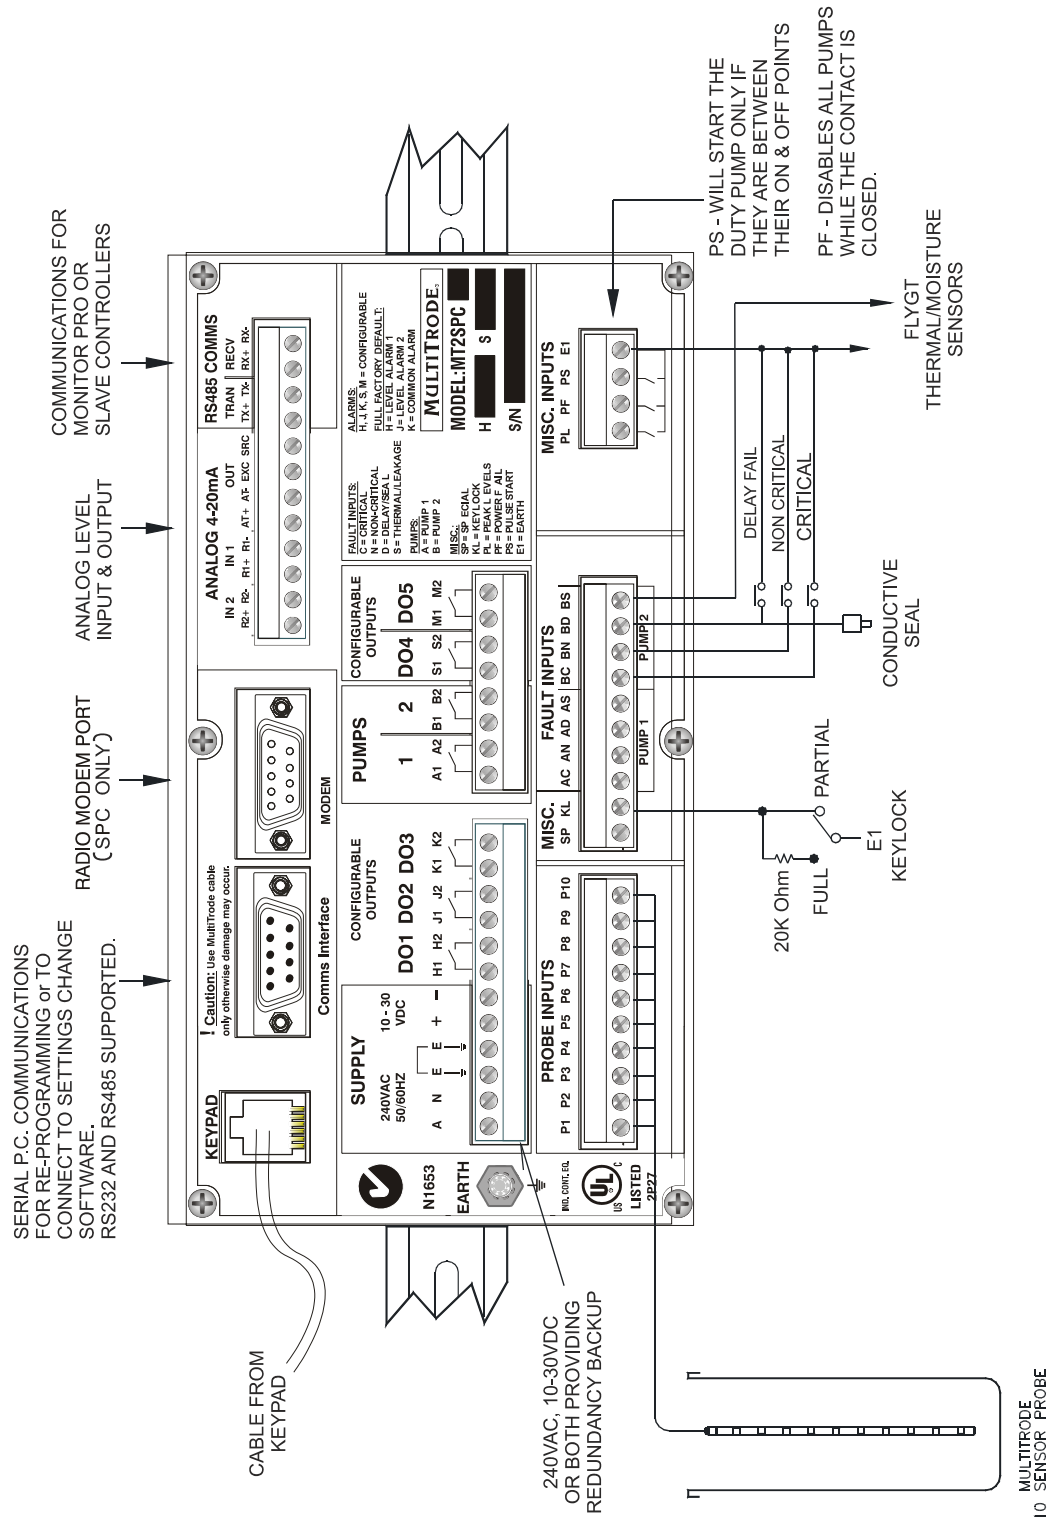 SERIAL P.C. COMMUNICATIONS
FOR RE-PROGRAMMING or TO
CONNECT TO SETTINGS CHANGE
SOFTWARE.
RS232 AND RS485 SUPPORTED.
RADIO MODEM PORT
(SPC ONLY)
ANALOG LEVEL
INPUT & OUTPUT
COMMUNICATIONS FOR
MONITOR PRO OR
SLAVE CONTROLLERS
CABLE FROM
KEYPAD
KEYPAD
! Caution: Use MultiTrode cable
only otherwise damage may occur.
Comms Interface
MODEM
ANALOG 4-20mA
IN 2 IN 1 OUT
R2+ R2- R1+ R1- AT+ AT- EXC SRC
RS485 COMMS
TRAN RECV
TX+ TX- RX+ RX-
N1653
EARTH
SUPPLY
240VAC
50/60HZ
10 - 30
VDC
A N E E + -
CONFIGURABLE
OUTPUTS
DO1 DO2 DO3
H1 H2 J1 J2 K1 K2
PUMPS
1 2
A1 A2 B1 B2
CONFIGURABLE
OUTPUTS
DO4 DO5
S1 S2 M1 M2
FAULT INPUTS:
C = CRITICAL
N = NON-CRITICAL
D = DELAY/SEAL
S = THERMAL/LEAKAGE
PUMPS:
A = PUMP 1
B = PUMP 2
MISC.:
SP = SP ECIAL
KL = KEYLOCK
PL = PEAK L EVELS
PF = POWER F AIL
PS = PULSE START
E1 = EARTH
ALARMS:
H, J, K, S, M = CONFIGURABLE
FULL FACTORY DEFAULT:
H = LEVEL ALARM 1
J = LEVEL ALARM 2
K = COMMON ALARM
MULTITRODE
MODEL:MT2SPC
H S
S/N
IND. CONT. EQ.
UL
US C
LISTED
2P27
PROBE INPUTS
P1 P2 P3 P4 P5 P6 P7 P8 P9 P10
MISC.
SP KL
FAULT INPUTS
AC AN AD AS BC BN BD BS
PUMP 1 PUMP 2
MISC. INPUTS
PL PF PS E1
240VAC, 10-30VDC
OR BOTH PROVIDING
REDUNDANCY BACKUP
MULTITRODE
10 SENSOR PROBE
20K Ohm
FULL
PARTIAL
E1
KEYLOCK
CONDUCTIVE
SEAL
DELAY FAIL
NON CRITICAL
CRITICAL
FLYGT
THERMAL/MOISTURE
SENSORS
PS - WILL START THE
DUTY PUMP ONLY IF
THEY ARE BETWEEN
THEIR ON & OFF POINTS
PF - DISABLES ALL PUMPS
WHILE THE CONTACT IS
CLOSED.